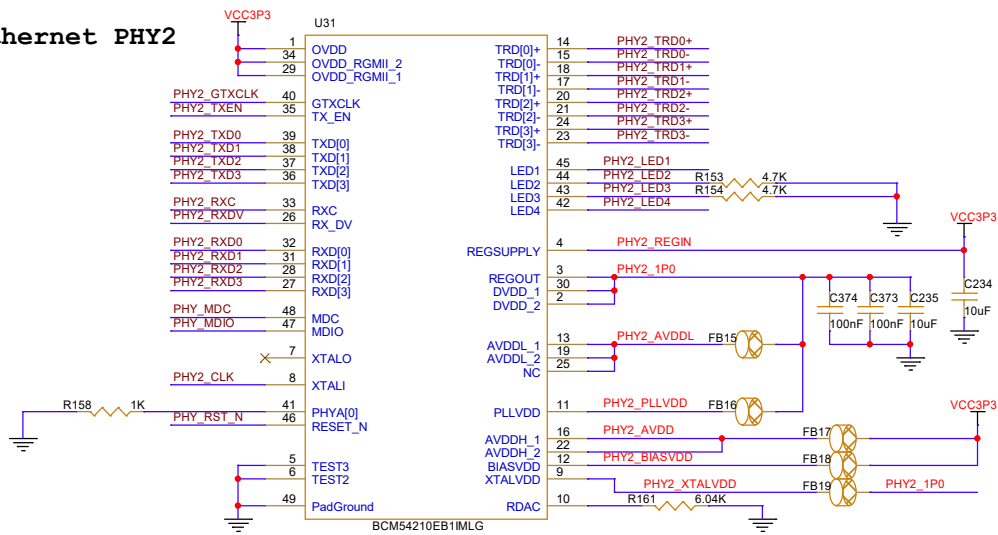 VCC3P3
U31
hernet PHY2
1 OVDD TRD[0]+ 14 PHY2_TRD0+
34 OVDD_RGMII_2 TRD[0]- 15 PHY2_TRD0-
29 OVDD_RGMII_1 TRD[1]+ 18 PHY2_TRD1+
TRD[1]- 17 PHY2_TRD1-
PHY2_GTXCLK 40 GTXCLK TRD[2]+ 20 PHY2_TRD2+
PHY2_TXEN 35 TX_EN TRD[2]- 21 PHY2_TRD2-
TRD[3]+ 24 PHY2_TRD3+
PHY2_TXD0 39 TXD[0] TRD[3]- 23 PHY2_TRD3-
PHY2_TXD1 38 TXD[1]
PHY2_TXD2 37 TXD[2] LED1 45 PHY2_LED1
PHY2_TXD3 36 TXD[3] LED2 44 PHY2_LED2 R153 4.7K
LED3 43 PHY2_LED3 R154 4.7K
PHY2_RXC 33 RXC LED4 42 PHY2_LED4
PHY2_RXDV 26 RX_DV
VCC3P3
PHY2_RXD0 32 RXD[0] REGSUPPLY 4 PHY2_REGIN
PHY2_RXD1 31 RXD[1]
PHY2_RXD2 28 RXD[2] REGOUT 3 PHY2_1P0
PHY2_RXD3 27 RXD[3] DVDD_1 30
DVDD_2 2
C374 C373 C235 C234
100nF 100nF 10uF 10uF
PHY_MDC 48 MDC
PHY_MDIO 47 MDIO
AVDDL_1 13 PHY2_AVDDL FB15
7 XTALO AVDDL_2 19
NC 25
PHY2_CLK 8 XTALI
R158 1K 41 PHYA[0] PLLVDD 11 PHY2_PLLVDD FB16
VCC3P3
PHY_RST_N 46 RESET_N
AVDDH_1 16 PHY2_AVDD FB17
AVDDH_2 22
5 TEST3 BIASVDD 12 PHY2_BIASVDD FB18
6 TEST2 XTALVDD 9 PHY2_XTALVDD FB19 PHY2_1P0
49 PadGround RDAC 10 R161 6.04K
BCM54210EB1IMLG